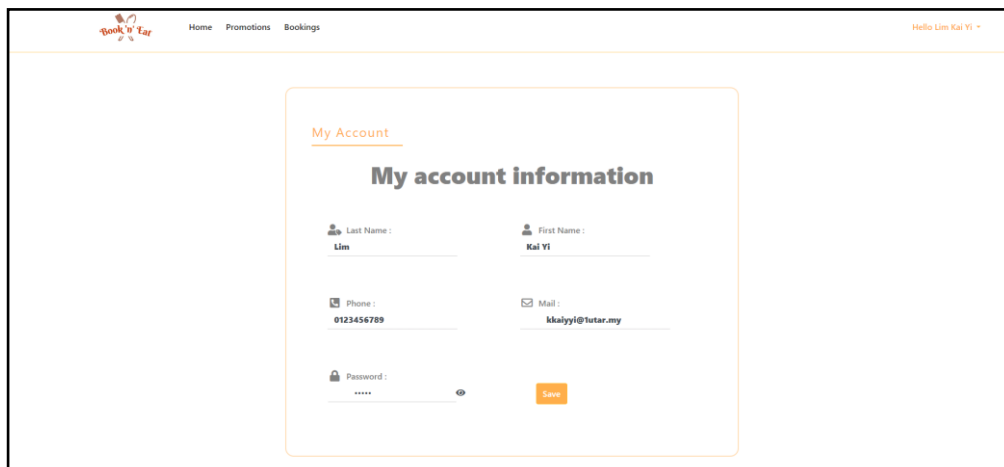 Book 'n' Eat
Home Promotions Bookings
Hello Lim Kai Yi
My Account
My account information
Last Name :
Lim
First Name :
Kai Yi
Phone :
0123456789
Mail :
kkaiyyi@1utar.my
Password :
•••••
Save